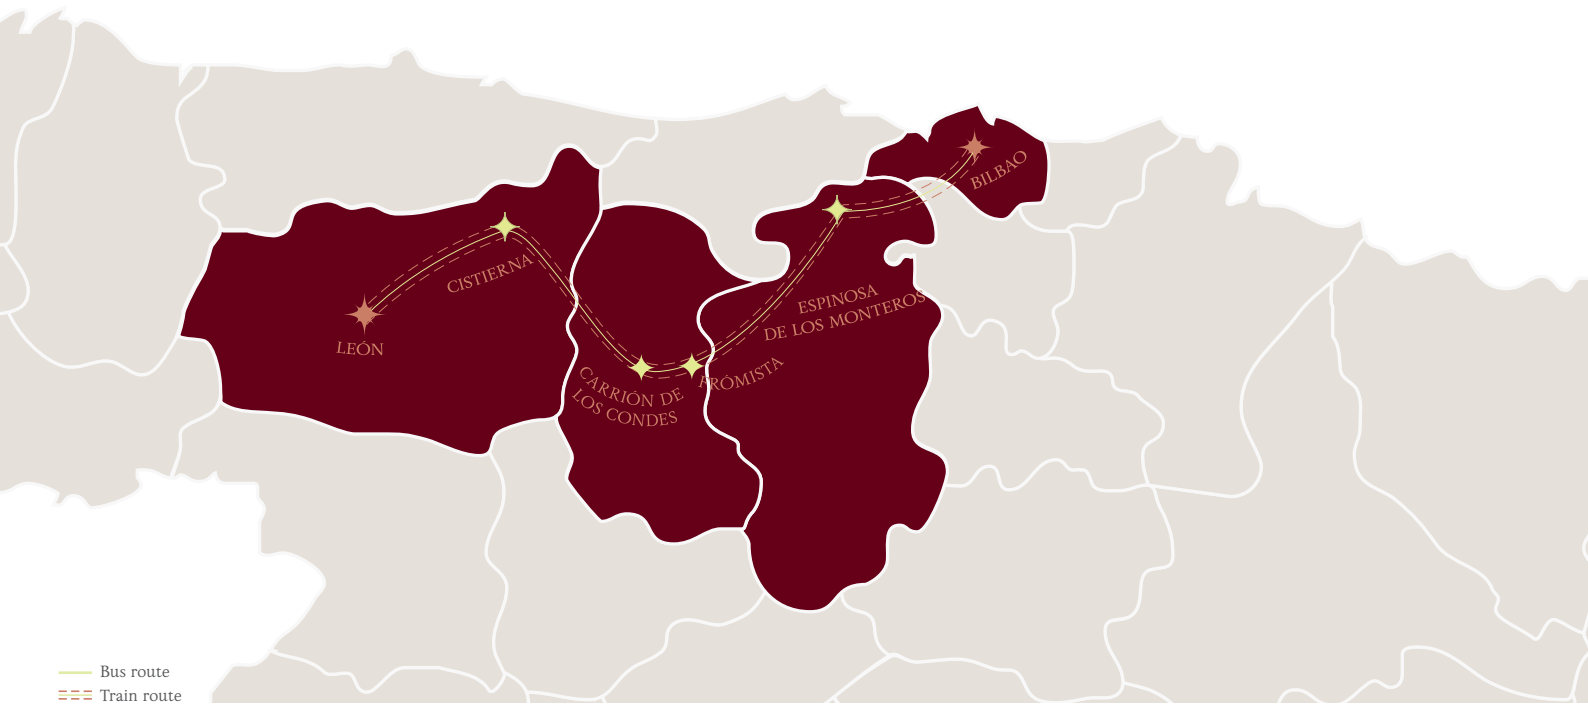 BILBAO
CISTIERNA
ESPINOSA
DE LOS MONTEROS
LEÓN
CARRIÓN DE
LOS CONDES
FRÓMISTA
Bus route
Train route